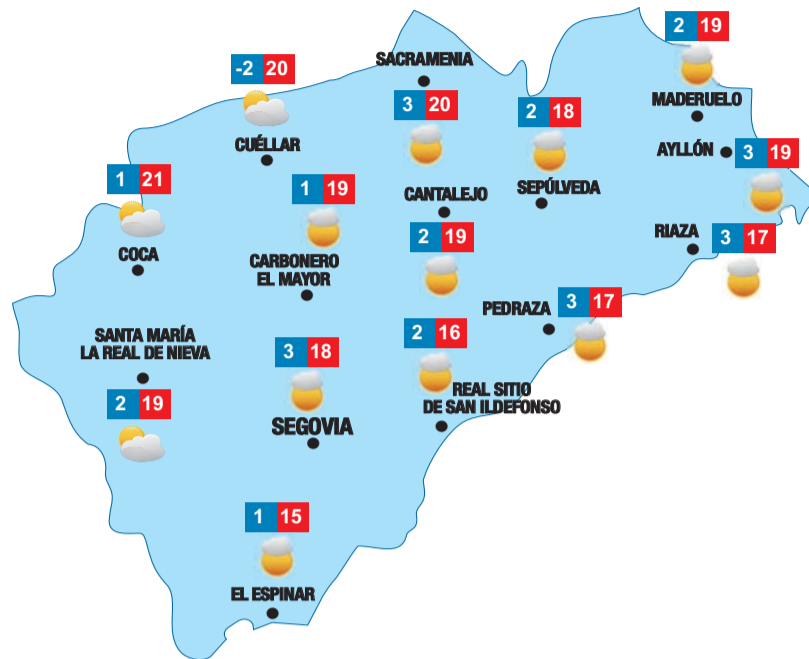 2 19
MADERUELO
SACRAMENIA
-2 20
CUÉLLAR
3 20
2 18
SEPÚLVEDA
AYLLÓN
3 19
1 21
COCA
1 19
CARBONERO
EL MAYOR
CANTALEJO
2 19
RIAZA
3 17
PEDRAZA
3 17
SANTA MARÍA
LA REAL DE NIEVA
2 19
3 18
SEGOVIA
2 16
REAL SITIO
DE SAN ILDEFONSO
1 15
EL ESPINAR